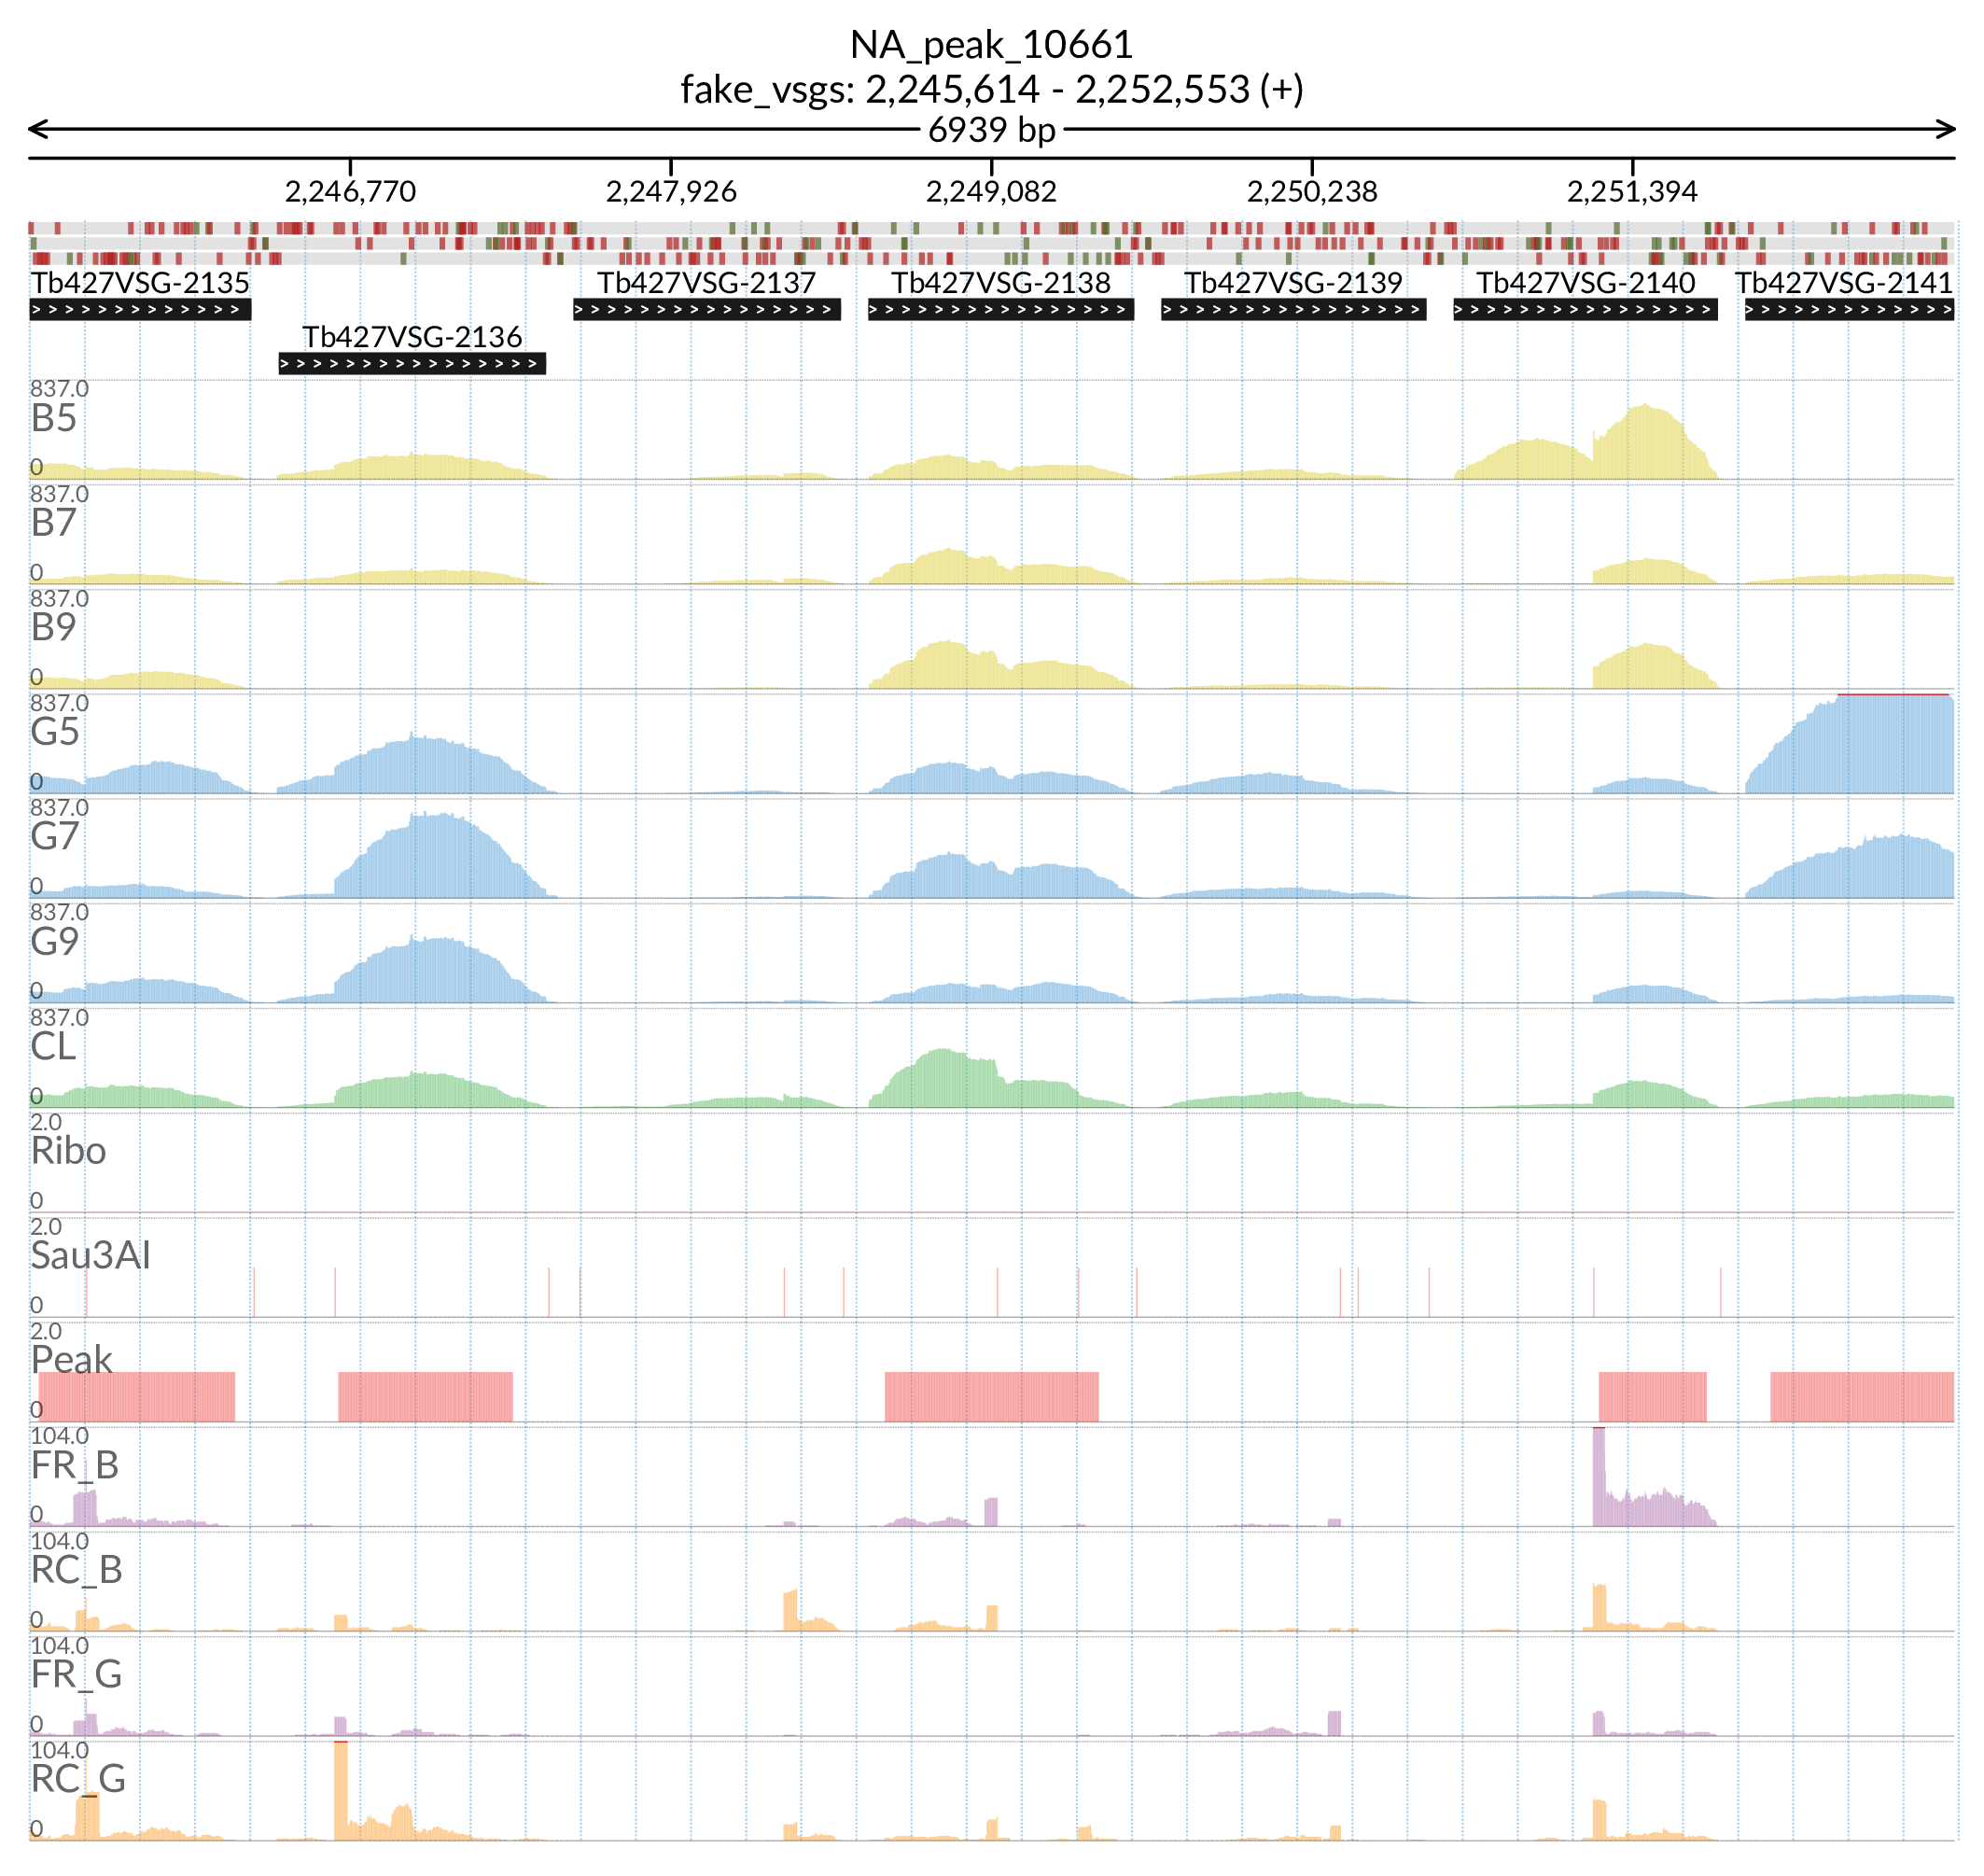 NA_peak_10661
fake_vsgs: 2,245,614 - 2,252,553 (+)
6939 bp
2,246,770 2,247,926 2,249,082 2,250,238 2,251,394
Tb427VSG-2135 Tb427VSG-2137 Tb427VSG-2138 Tb427VSG-2139 Tb427VSG-2140 Tb427VSG-2141
Tb427VSG-2136
837.0
B5
0
837.0
B7
0
837.0
B9
0
837.0
G5
0
837.0
G7
0
837.0
G9
0
837.0
CL
0
2.0
Ribo
0
2.0
Sau3AI
0
2.0
Peak
0
104.0
FR_B
0
104.0
RC_B
0
104.0
FR_G
0
104.0
RC_G
0